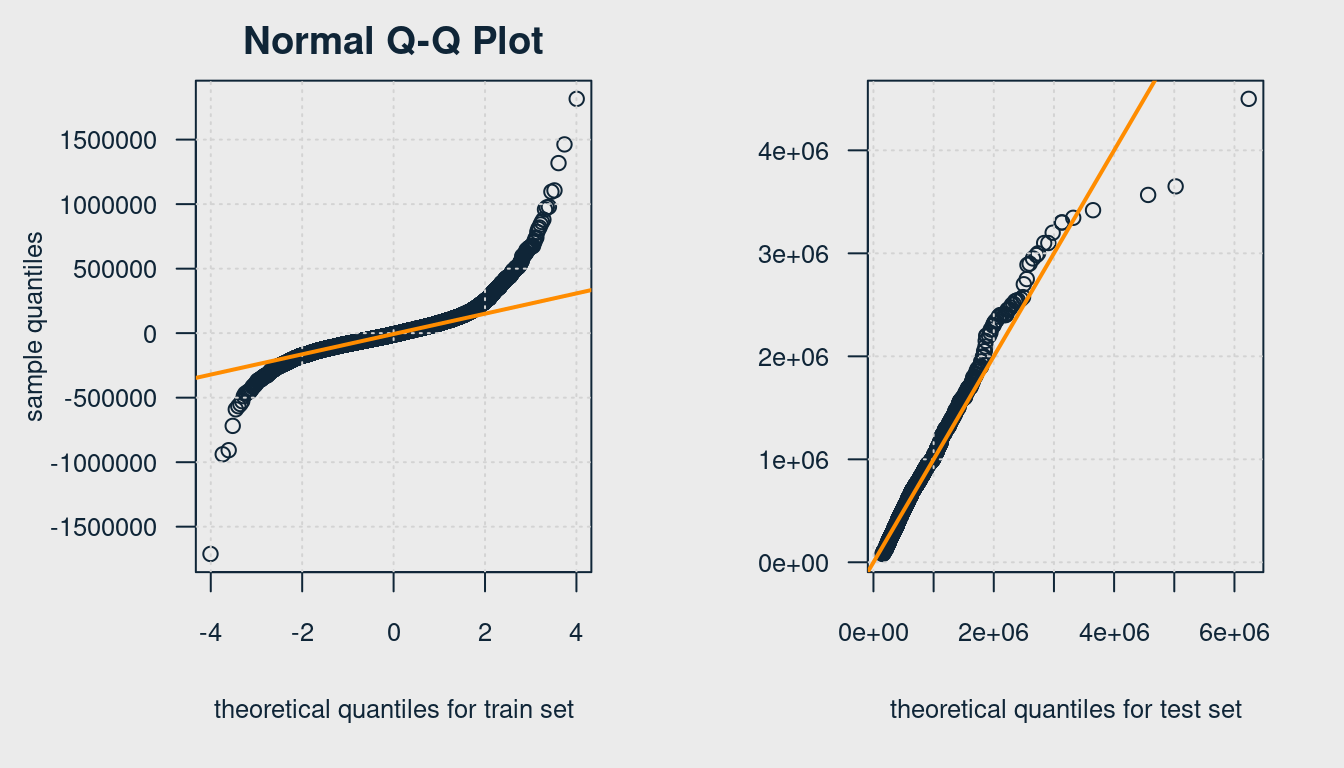 Normal Q-Q Plot
sample quantiles
1500000
1000000
500000
0
-500000
-1000000
-1500000
-4 -2 0 2 4
theoretical quantiles for train set
4e+06
3e+06
2e+06
1e+06
0e+00
0e+00 2e+06 4e+06 6e+06
theoretical quantiles for test set